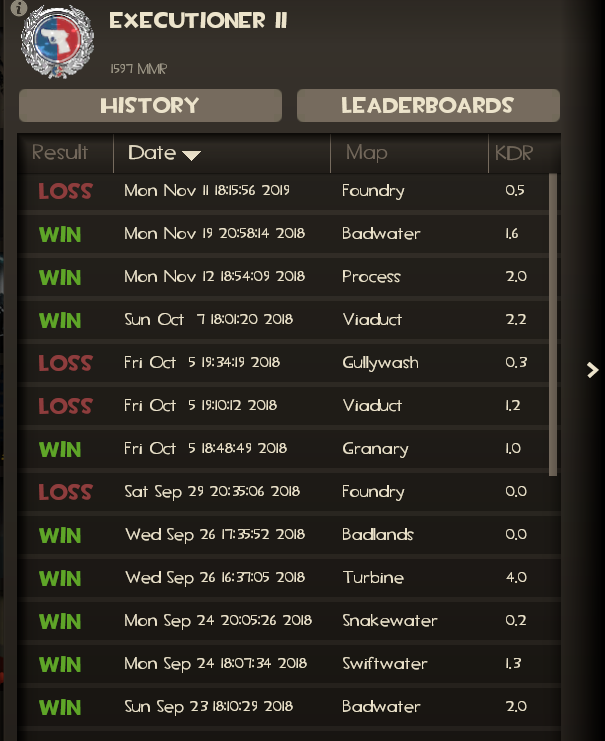 i
EXECUTIONER II
1597 MMR
HISTORY LEADERBOARDS
Result Date Map KDR
LOSS Mon Nov 11 18:15:56 2019 Foundry 0.5
WIN Mon Nov 19 20:58:14 2018 Badwater 1.6
WIN Mon Nov 12 18:54:09 2018 Process 2.0
WIN Sun Oct 7 18:01:20 2018 Viaduct 2.2
LOSS Fri Oct 5 19:34:19 2018 Gullywash 0.3
LOSS Fri Oct 5 19:10:12 2018 Viaduct 1.2
WIN Fri Oct 5 18:48:49 2018 Granary 1.0
LOSS Sat Sep 29 20:35:06 2018 Foundry 0.0
WIN Wed Sep 26 17:35:52 2018 Badlands 0.0
WIN Wed Sep 26 16:37:05 2018 Turbine 4.0
WIN Mon Sep 24 20:05:26 2018 Snakewater 0.2
WIN Mon Sep 24 18:07:34 2018 Swiftwater 1.3
WIN Sun Sep 23 18:10:29 2018 Badwater 2.0